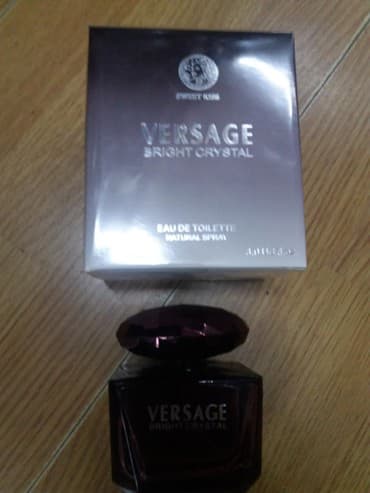 SWEET KISS
VERSAGE
BRIGHT CRYSTAL
EAU DE TOILETTE
NATURAL SPRAY
VERSAGE
BRIGHT CRYSTAL